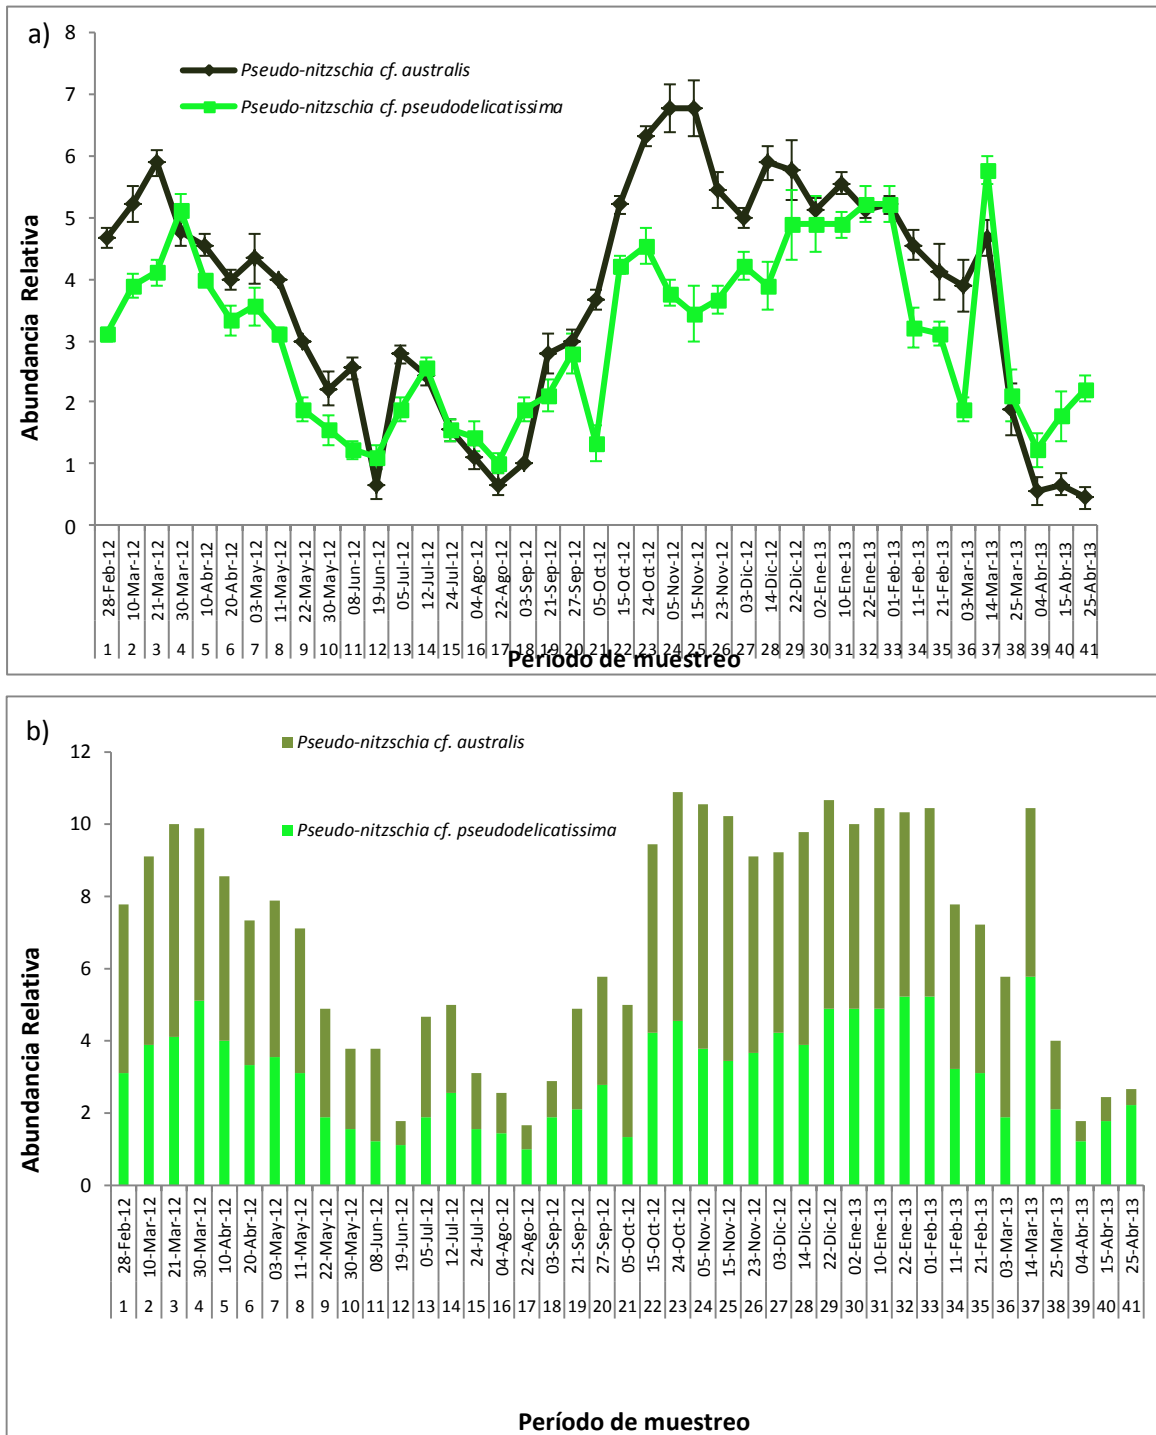 a)
8
7
6
5
4
3
2
1
0
Abundancia Relativa
Pseudo-nitzschia cf. australis
Pseudo-nitzschia cf. pseudodelicatissima
28-Feb-12 10-Mar-12 21-Mar-12 30-Mar-12 10-Abr-12 20-Abr-12 03-May-12 11-May-12 22-May-12 30-May-12 08-Jun-12 19-Jun-12 05-Jul-12 12-Jul-12 24-Jul-12 04-Ago-12 22-Ago-12 03-Sep-12 21-Sep-12 27-Sep-12 05-Oct-12 15-Oct-12 24-Oct-12 05-Nov-12 15-Nov-12 23-Nov-12 03-Dic-12 14-Dic-12 22-Dic-12 02-Ene-13 10-Ene-13 22-Ene-13 01-Feb-13 11-Feb-13 21-Feb-13 03-Mar-13 14-Mar-13 25-Mar-13 04-Abr-13 15-Abr-13 25-Abr-13
1 2 3 4 5 6 7 8 9 10 11 12 13 14 15 16 17 18 19 20 21 22 23 24 25 26 27 28 29 30 31 32 33 34 35 36 37 38 39 40 41
Período de muestreo
b)
12
10
8
6
4
2
0
Abundancia Relativa
Pseudo-nitzschia cf. australis
Pseudo-nitzschia cf. pseudodelicatissima
28-Feb-12 10-Mar-12 21-Mar-12 30-Mar-12 10-Abr-12 20-Abr-12 03-May-12 11-May-12 22-May-12 30-May-12 08-Jun-12 19-Jun-12 05-Jul-12 12-Jul-12 24-Jul-12 04-Ago-12 22-Ago-12 03-Sep-12 21-Sep-12 27-Sep-12 05-Oct-12 15-Oct-12 24-Oct-12 05-Nov-12 15-Nov-12 23-Nov-12 03-Dic-12 14-Dic-12 22-Dic-12 02-Ene-13 10-Ene-13 22-Ene-13 01-Feb-13 11-Feb-13 21-Feb-13 03-Mar-13 14-Mar-13 25-Mar-13 04-Abr-13 15-Abr-13 25-Abr-13
1 2 3 4 5 6 7 8 9 10 11 12 13 14 15 16 17 18 19 20 21 22 23 24 25 26 27 28 29 30 31 32 33 34 35 36 37 38 39 40 41
Período de muestreo